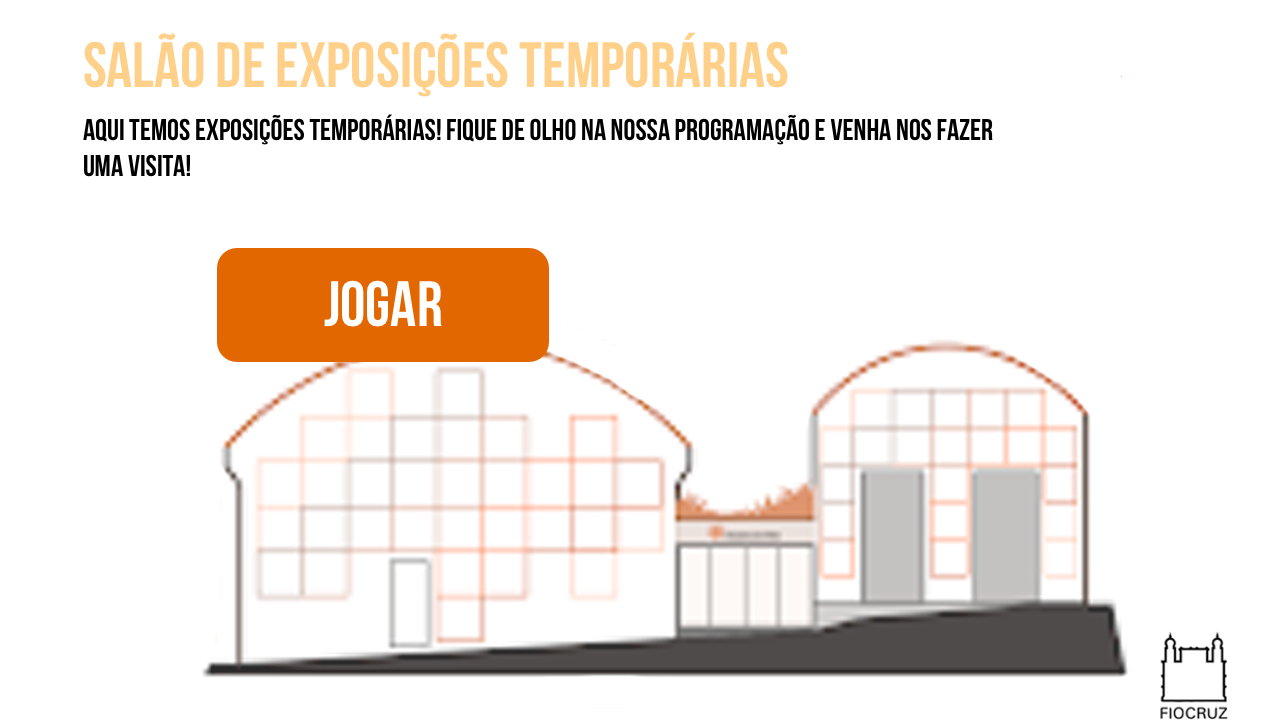 SALÃO DE EXPOSIÇÕES TEMPORÁRIAS
AQUI TEMOS EXPOSIÇÕES TEMPORÁRIAS! FIQUE DE OLHO NA NOSSA PROGRAMAÇÃO E VENHA NOS FAZER
UMA VISITA!
JOGAR
FIOCRUZ